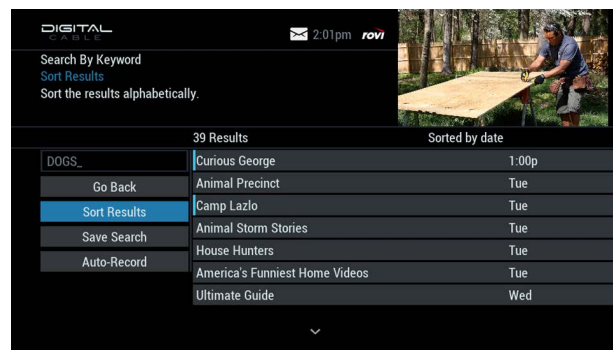 DIGITAL
CABLE
2:01pm rovi
Search By Keyword
Sort Results
Sort the results alphabetically.
39 Results Sorted by date
DOGS_
Go Back
Sort Results
Save Search
Auto-Record
Curious George 1:00p
Animal Precinct Tue
Camp Lazlo Tue
Animal Storm Stories Tue
House Hunters Tue
America's Funniest Home Videos Tue
Ultimate Guide Wed